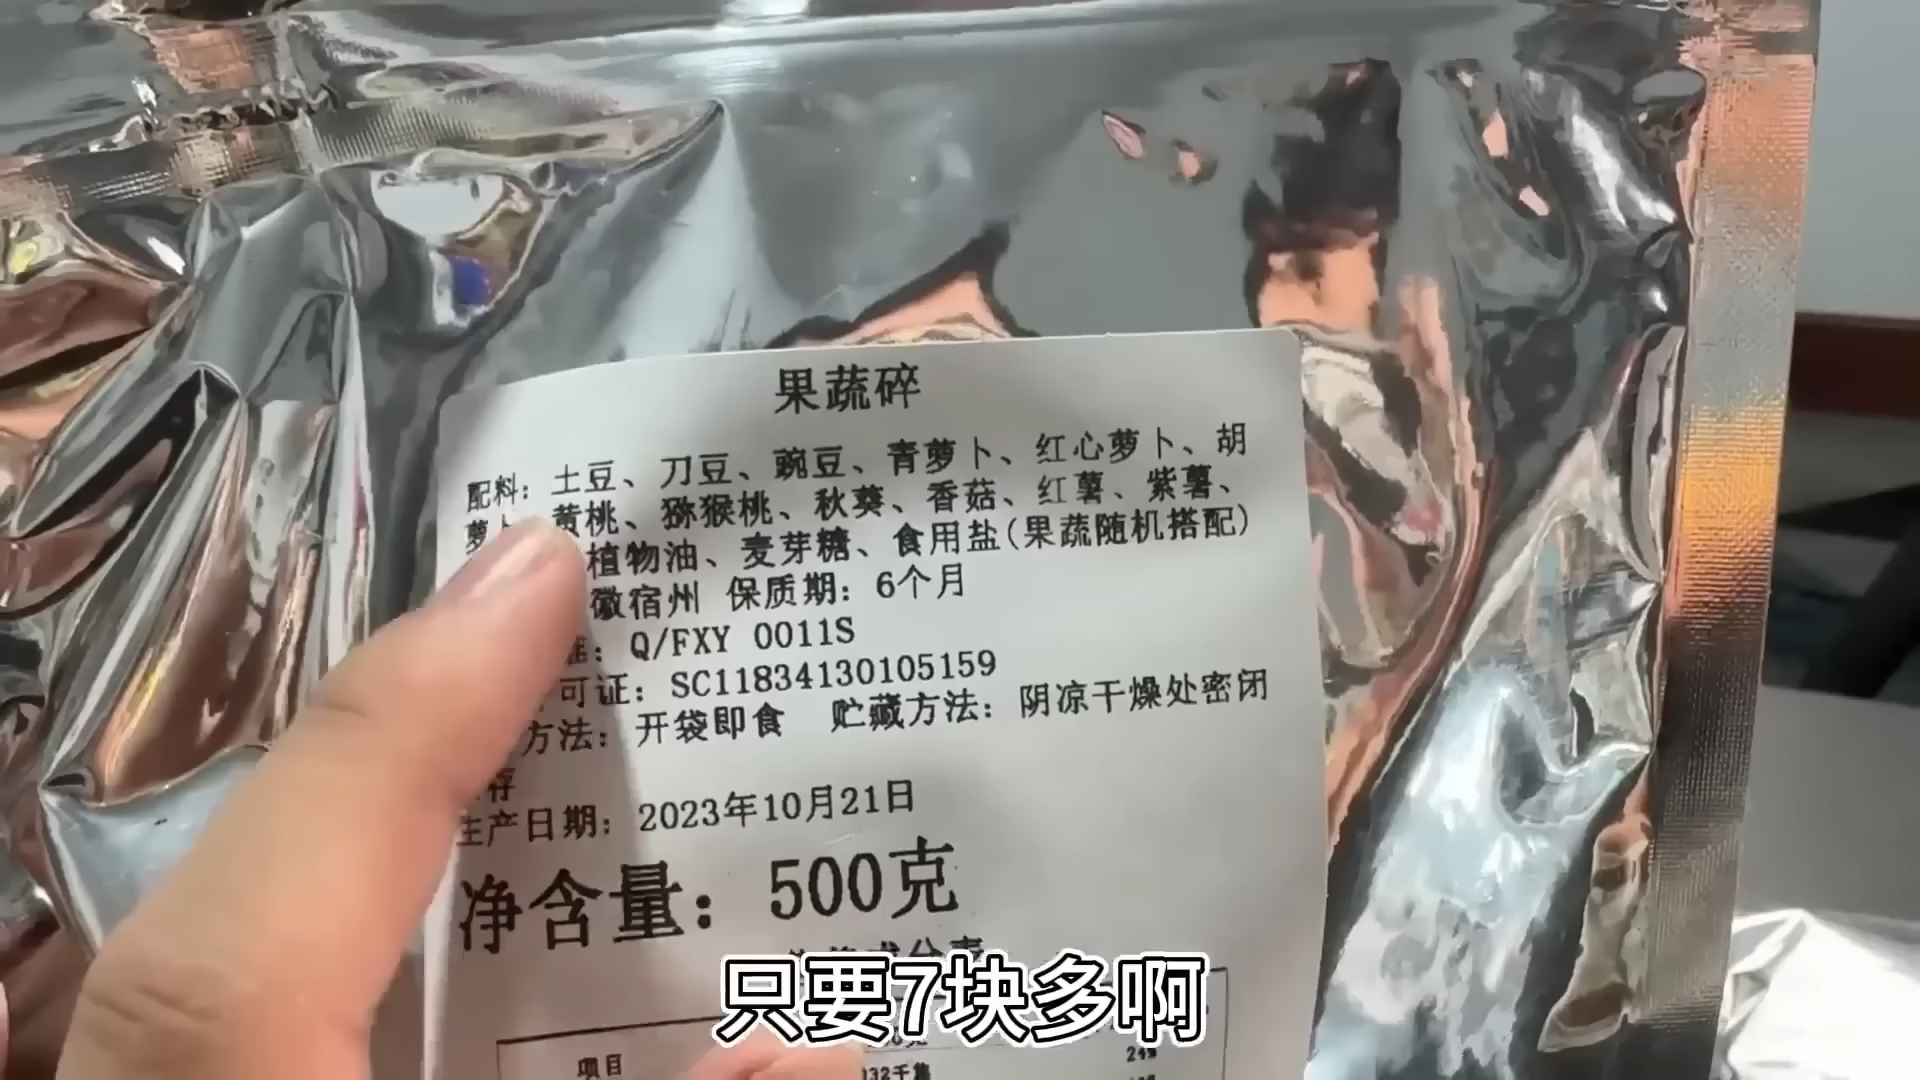 果蔬碎
配料：土豆、刀豆、豌豆、青萝卜、红心萝卜、胡
萝卜、黄桃、猕猴桃、秋葵、香菇、红薯、紫薯、
植物油、麦芽糖、食用盐(果蔬随机搭配)
徽宿州 保质期：6个月
Q/FXY 0011S
可证：SC11834130105159
方法：开袋即食 贮藏方法：阴凉干燥处密闭
存
生产日期：2023年10月21日
净含量：500克
只要7块多啊
项目